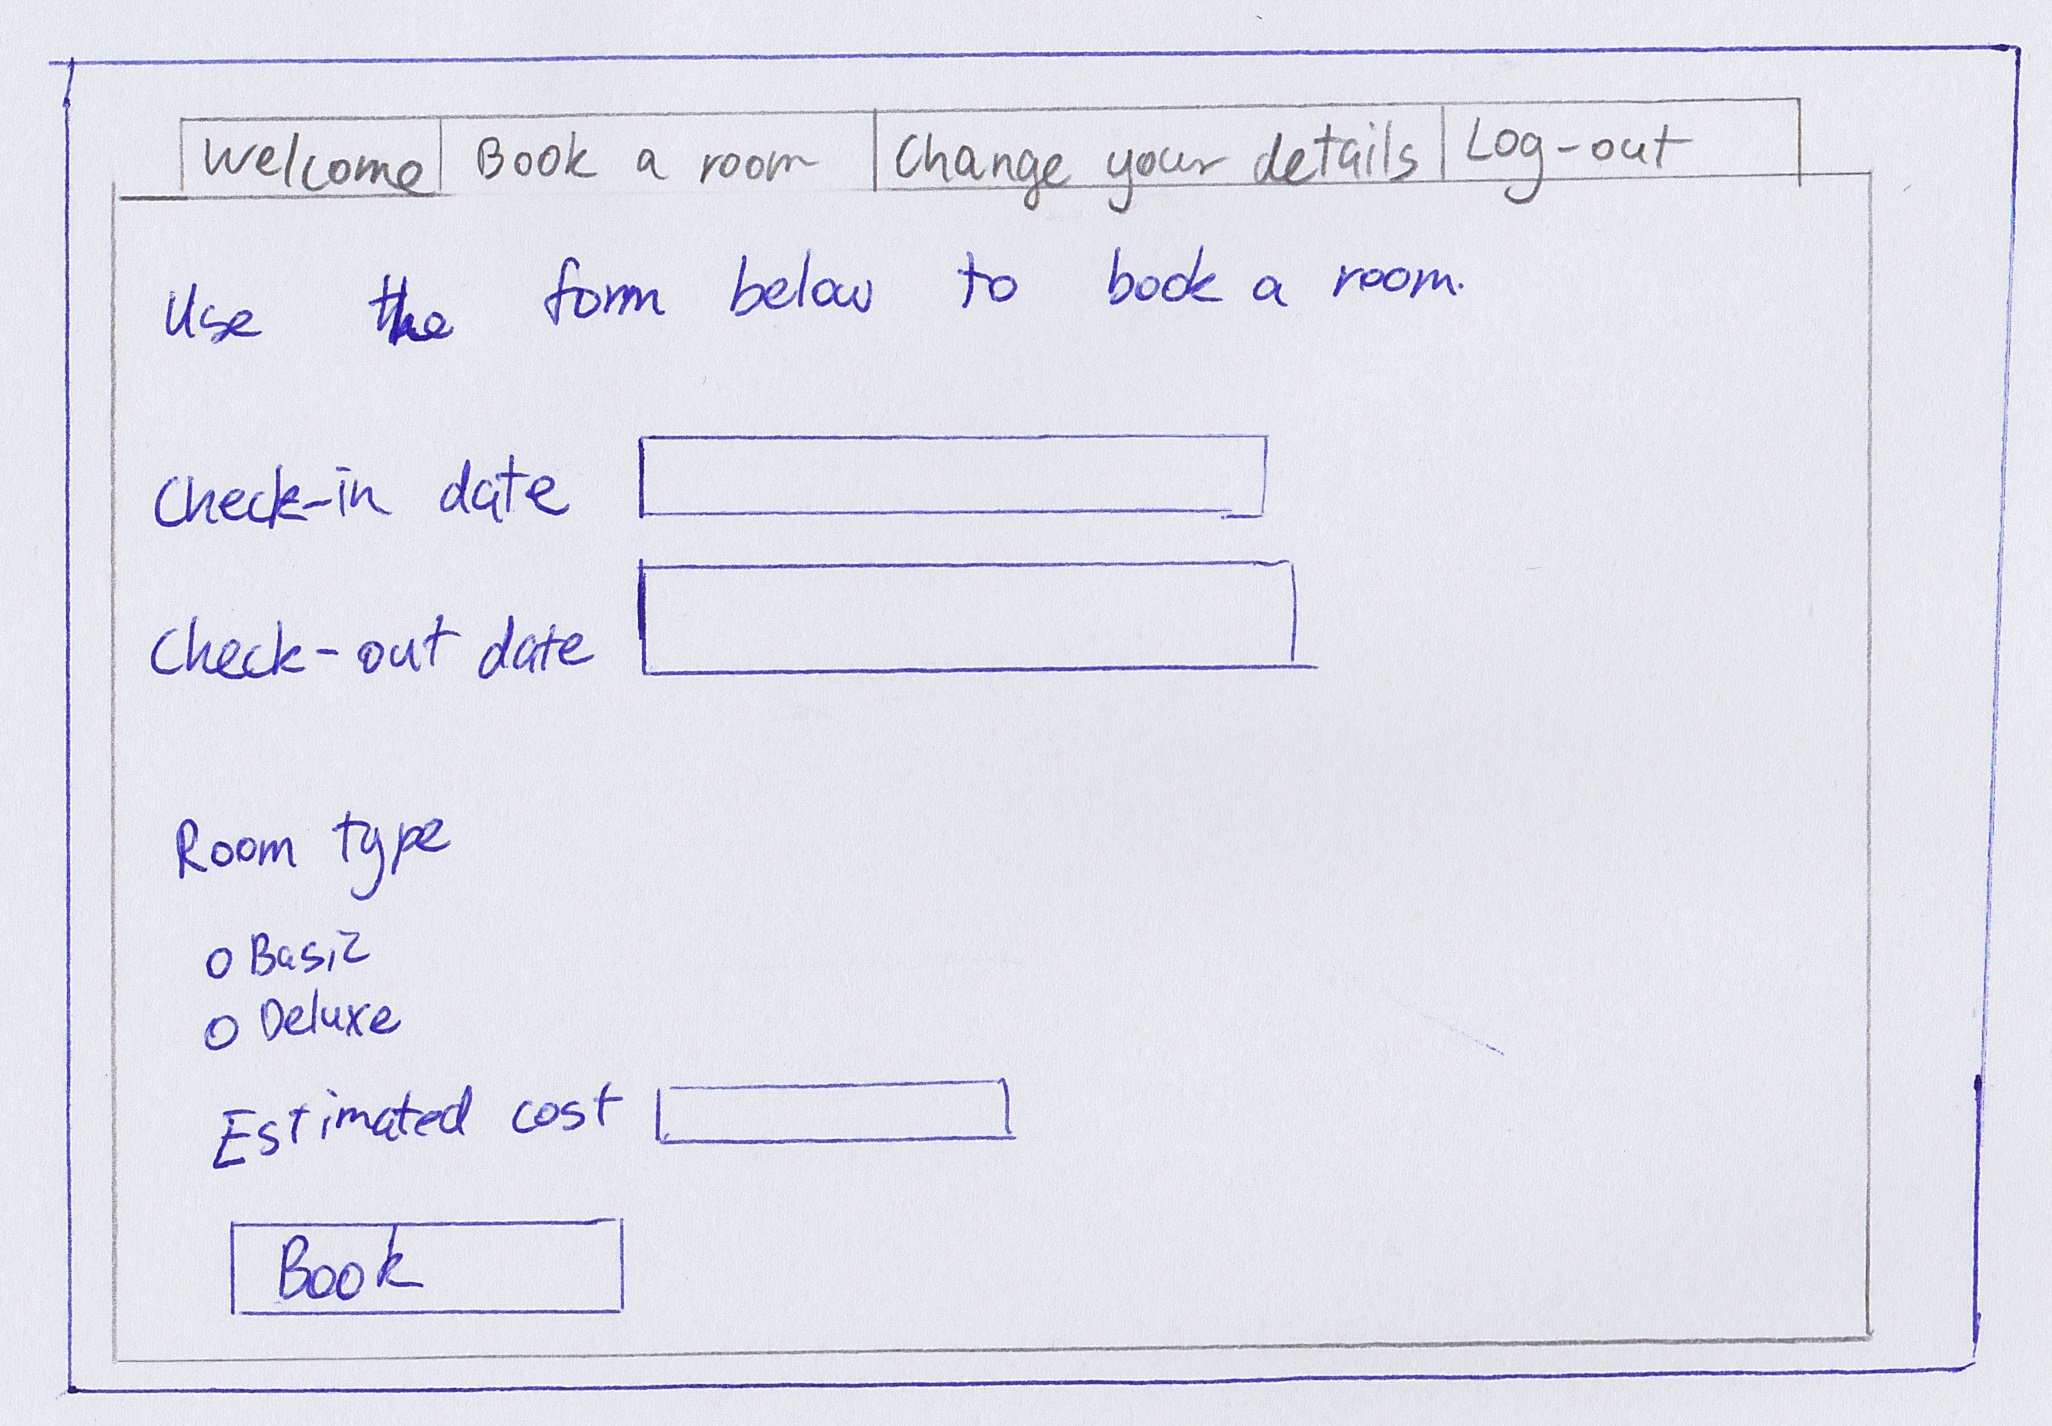 Welcome Book a room Change your details Log-out
Use the form below to book a room.
Check-in date
Check-out date
Room type
Basic
Deluxe
Estimated cost
Book